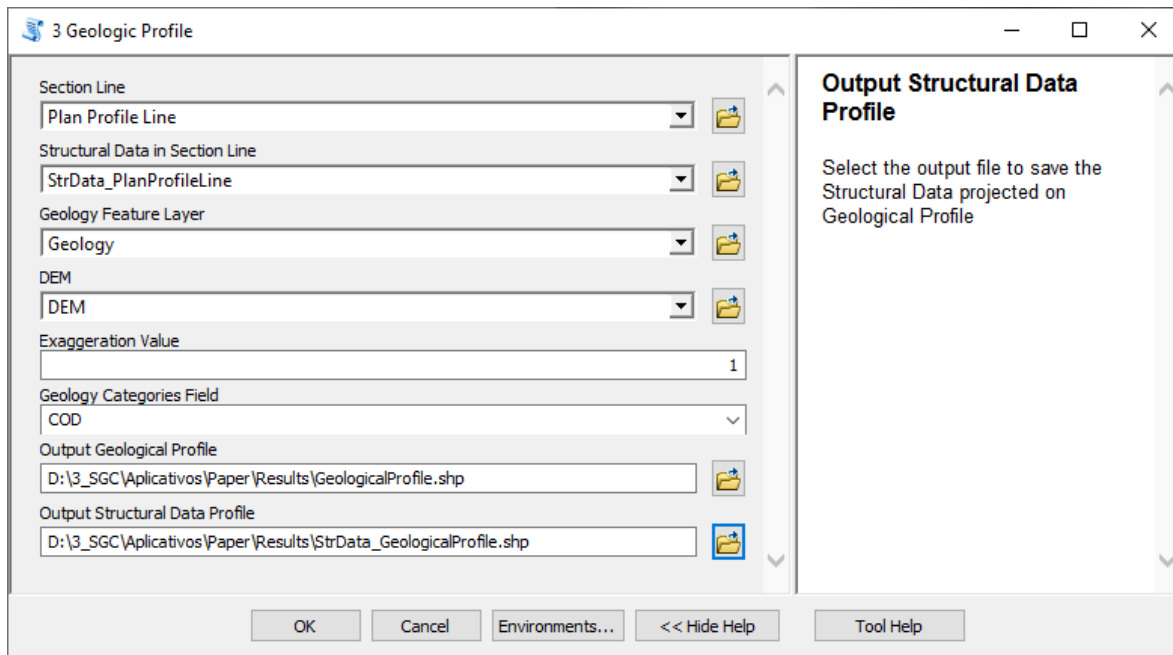 3 Geologic Profile
Section Line
Plan Profile Line
Structural Data in Section Line
StrData_PlanProfileLine
Geology Feature Layer
Geology
DEM
DEM
Exaggeration Value
1
Geology Categories Field
COD
Output Geological Profile
D:\3_SGC\Aplicativos\Paper\Results\GeologicalProfile.shp
Output Structural Data Profile
D:\3_SGC\Aplicativos\Paper\Results\StrData_GeologicalProfile.shp
Output Structural Data
Profile
Select the output file to save the
Structural Data projected on
Geological Profile
OK
Cancel
Environments...
<< Hide Help
Tool Help